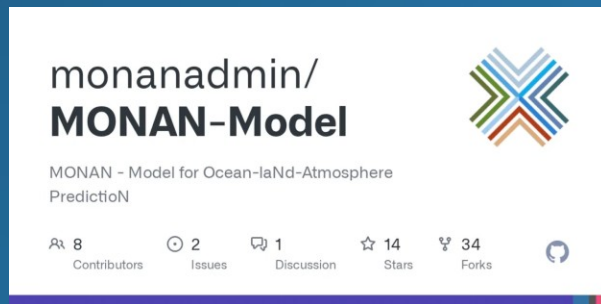 monanadmin/
MONAN-Model
MONAN - Model for Ocean-laNd-Atmosphere
PredictioN
8 2 1 14 34
Contributors Issues Discussion Stars Forks